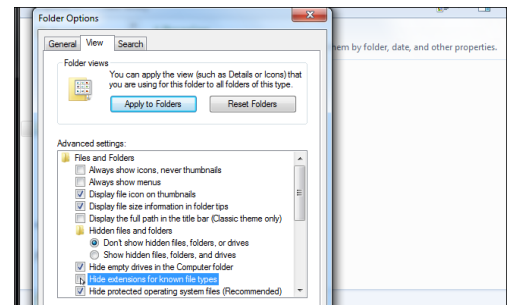 Folder Options
General View Search
hem by folder, date, and other properties.
Folder views
You can apply the view (such as Details or Icons) that
you are using for this folder to all folders of this type.
Apply to Folders Reset Folders
Advanced settings:
Files and Folders
Always show icons, never thumbnails
Always show menus
Display file icon on thumbnails
Display file size information in folder tips
Display the full path in the title bar (Classic theme only)
Hidden files and folders
Don't show hidden files, folders, or drives
Show hidden files, folders, and drives
Hide empty drives in the Computer folder
Hide extensions for known file types
Hide protected operating system files (Recommended)